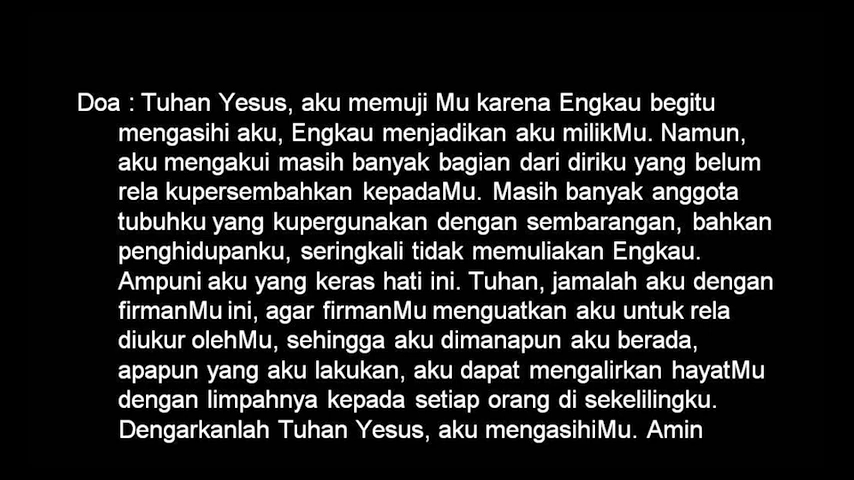 Doa : Tuhan Yesus, aku memuji Mu karena Engkau begitu
mengasihi aku, Engkau menjadikan aku milikMu. Namun,
aku mengakui masih banyak bagian dari diriku yang belum
rela kupersembahkan kepadaMu. Masih banyak anggota
tubuhku yang kupergunakan dengan sembarangan, bahkan
penghidupanku, seringkali tidak memuliakan Engkau.
Ampuni aku yang keras hati ini. Tuhan, jamalah aku dengan
firmanMu ini, agar firmanMu menguatkan aku untuk rela
diukur olehMu, sehingga aku dimanapun aku berada,
apapun yang aku lakukan, aku dapat mengalirkan hayatMu
dengan limpahnya kepada setiap orang di sekelilingku.
Dengarkanlah Tuhan Yesus, aku mengasihiMu. Amin